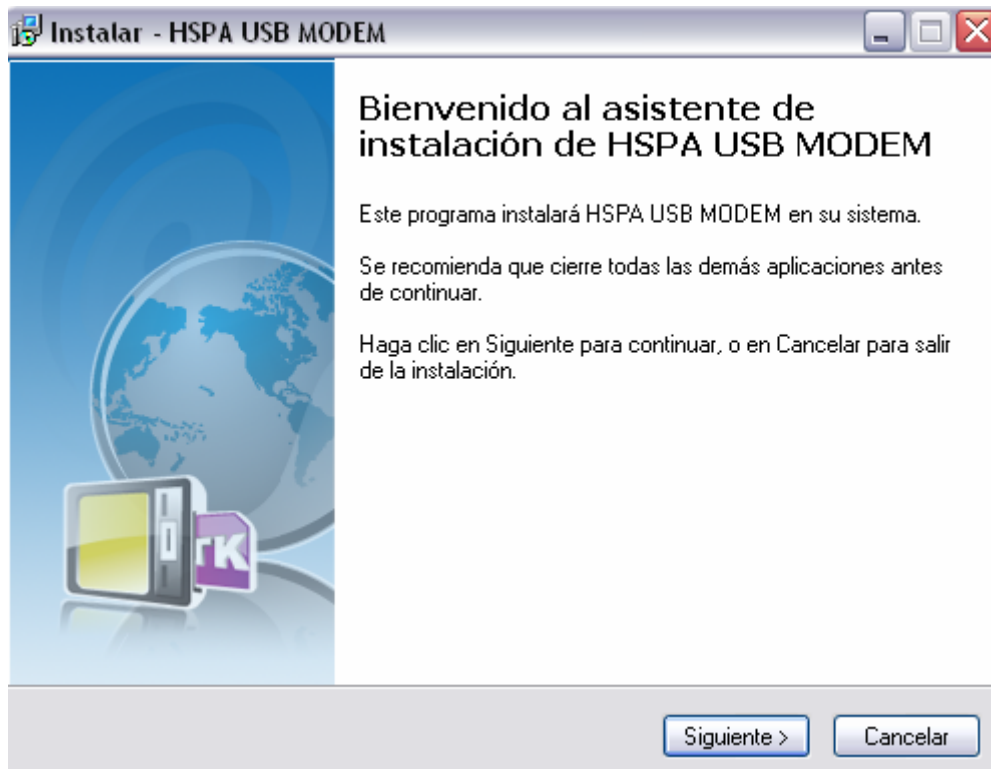 Instalar - HSPA USB MODEM
Bienvenido al asistente de
instalación de HSPA USB MODEM
Este programa instalará HSPA USB MODEM en su sistema.
Se recomienda que cierre todas las demás aplicaciones antes
de continuar.
Haga clic en Siguiente para continuar, o en Cancelar para salir
de la instalación.
TK
Siguiente >
Cancelar